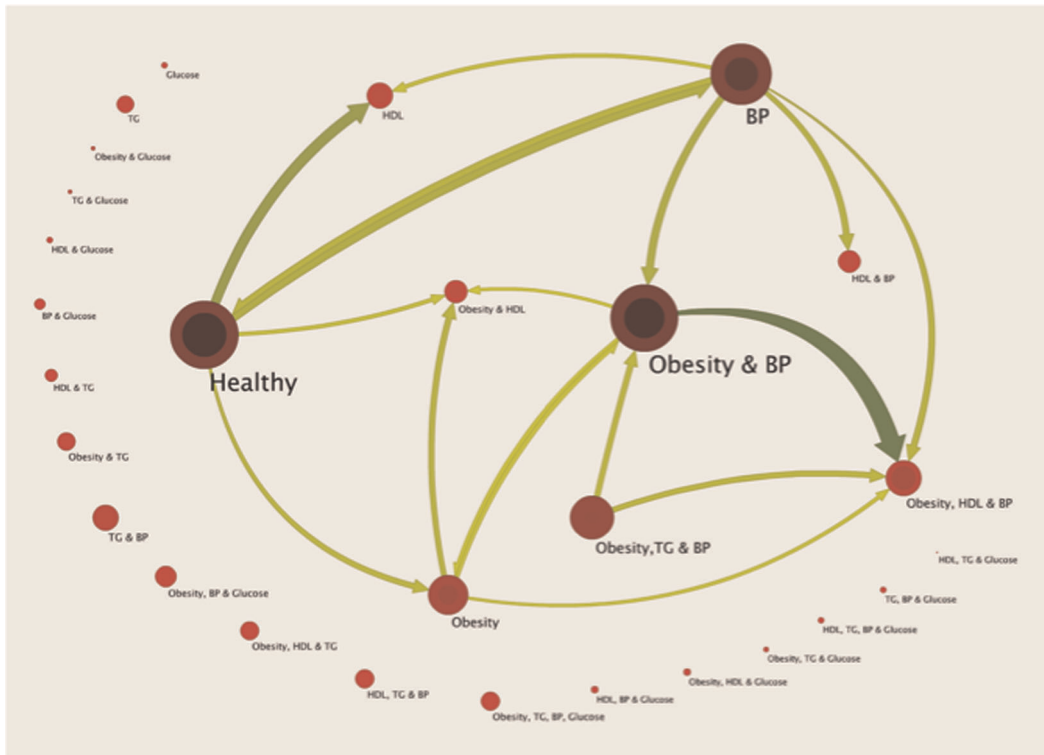 Glucose
TG
HDL
BP
Obesity & Glucose
TG & Glucose
HDL & Glucose
HDL & BP
BP & Glucose
Obesity & HDL
Healthy
Obesity & BP
HDL & TG
Obesity & TG
Obesity, HDL & BP
TG & BP
Obesity,TG & BP
HDL, TG & Glucose
Obesity, BP & Glucose
TG, BP & Glucose
Obesity
HDL, TG, BP & Glucose
Obesity, HDL & TG
Obesity, TG & Glucose
Obesity, HDL & Glucose
HDL, TG & BP
HDL, BP & Glucose
Obesity, TG, BP, Glucose